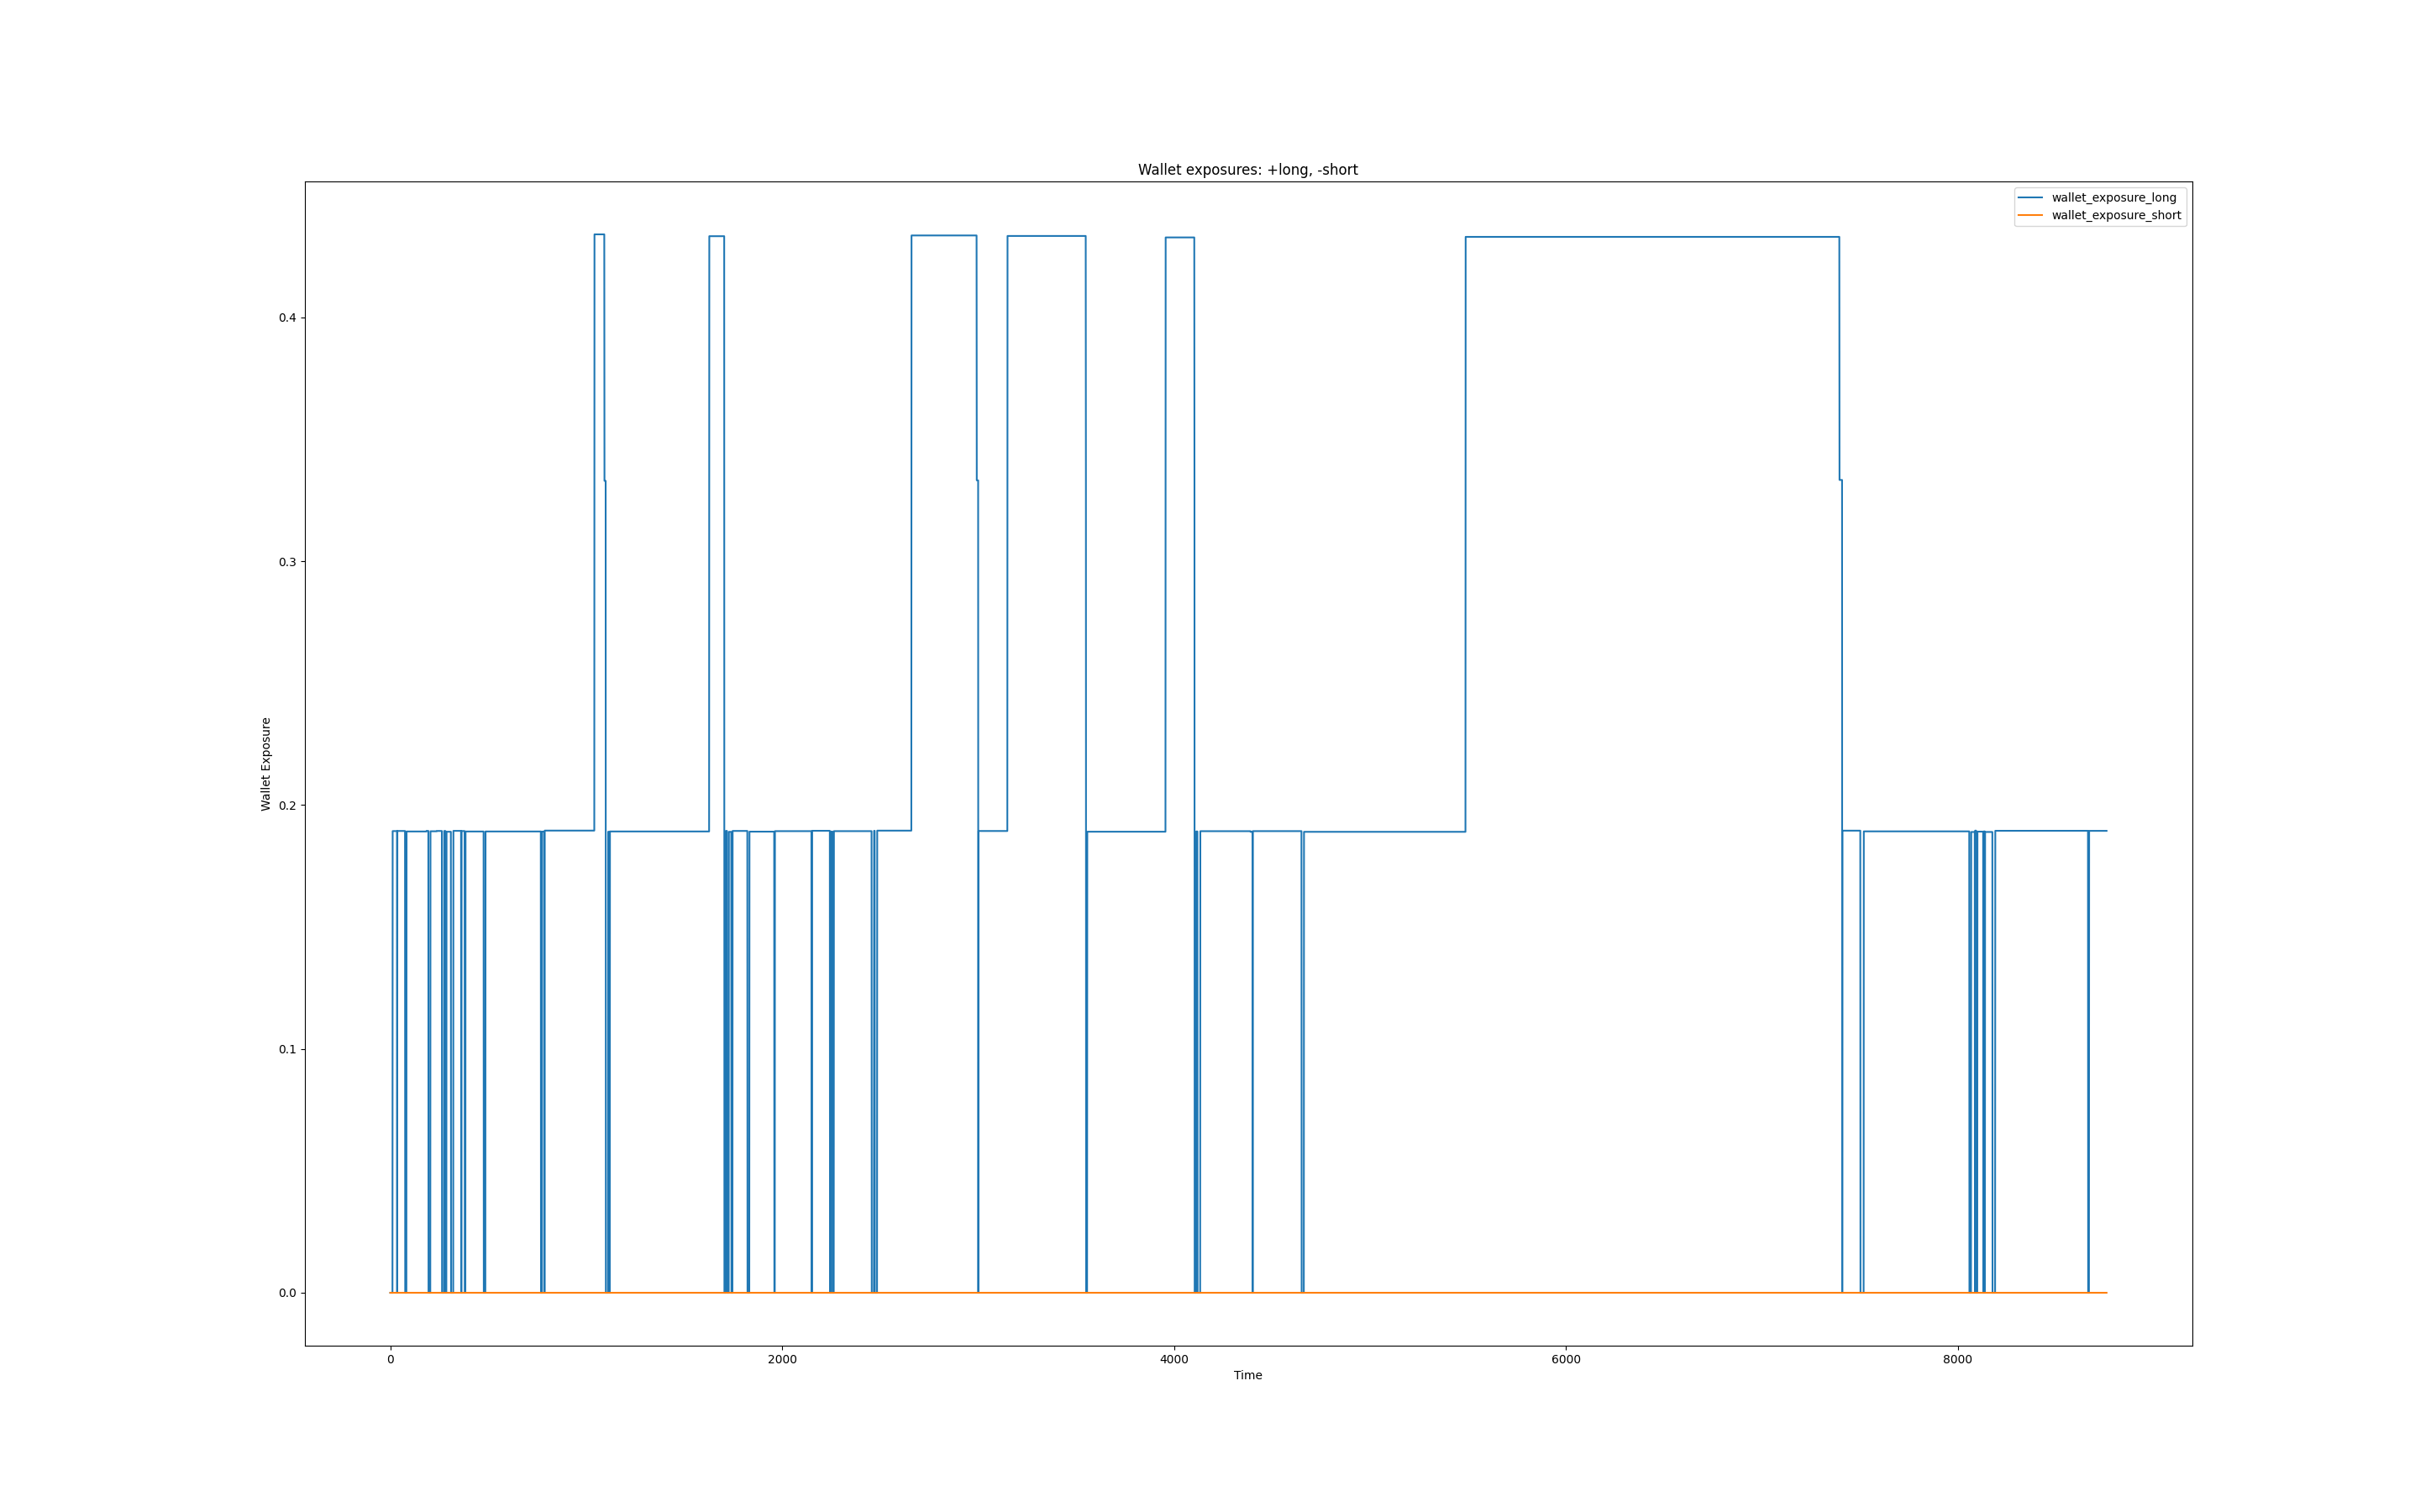 Wallet exposures: +long, -short
wallet_exposure_long
wallet_exposure_short
Wallet Exposure
0.4
0.3
0.2
0.1
0.0
0 2000 4000 6000 8000
Time